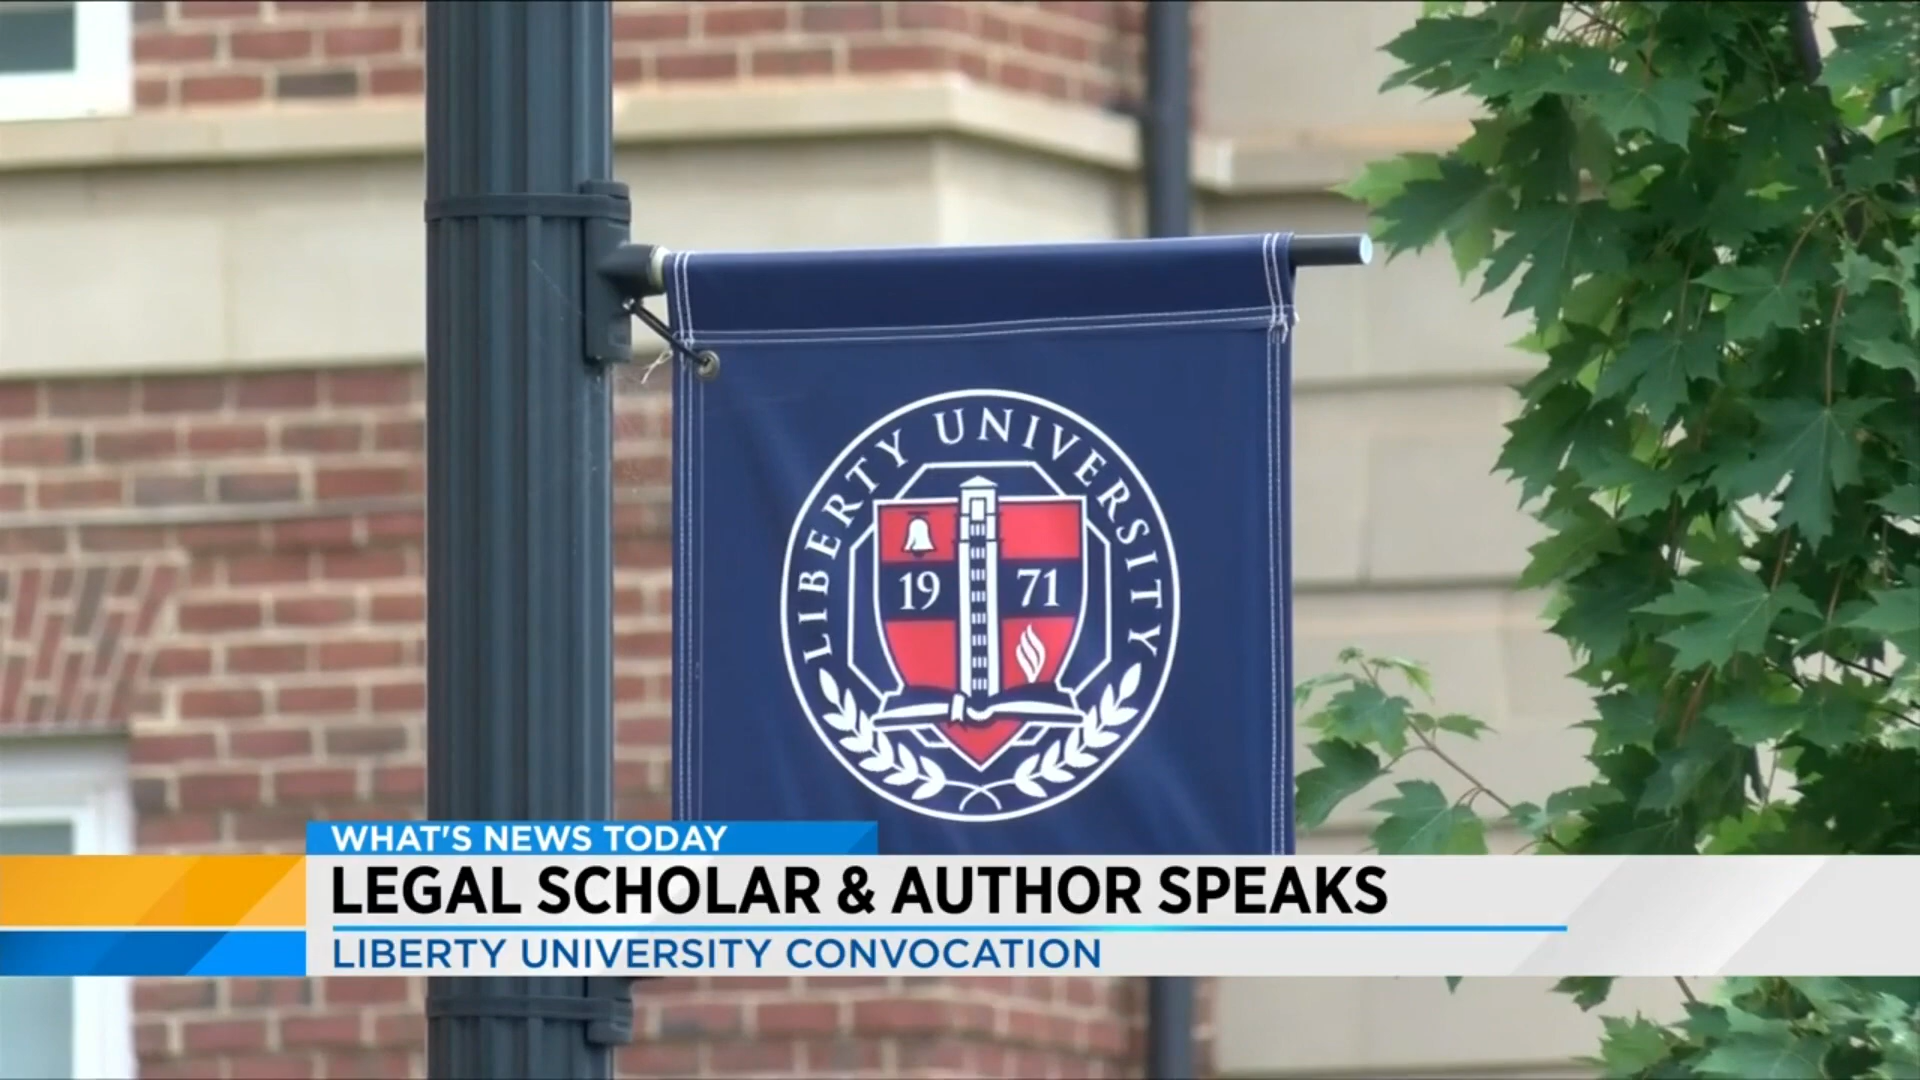 LIBERTY UNIVERSITY
19 71
WHAT'S NEWS TODAY
LEGAL SCHOLAR & AUTHOR SPEAKS
LIBERTY UNIVERSITY CONVOCATION